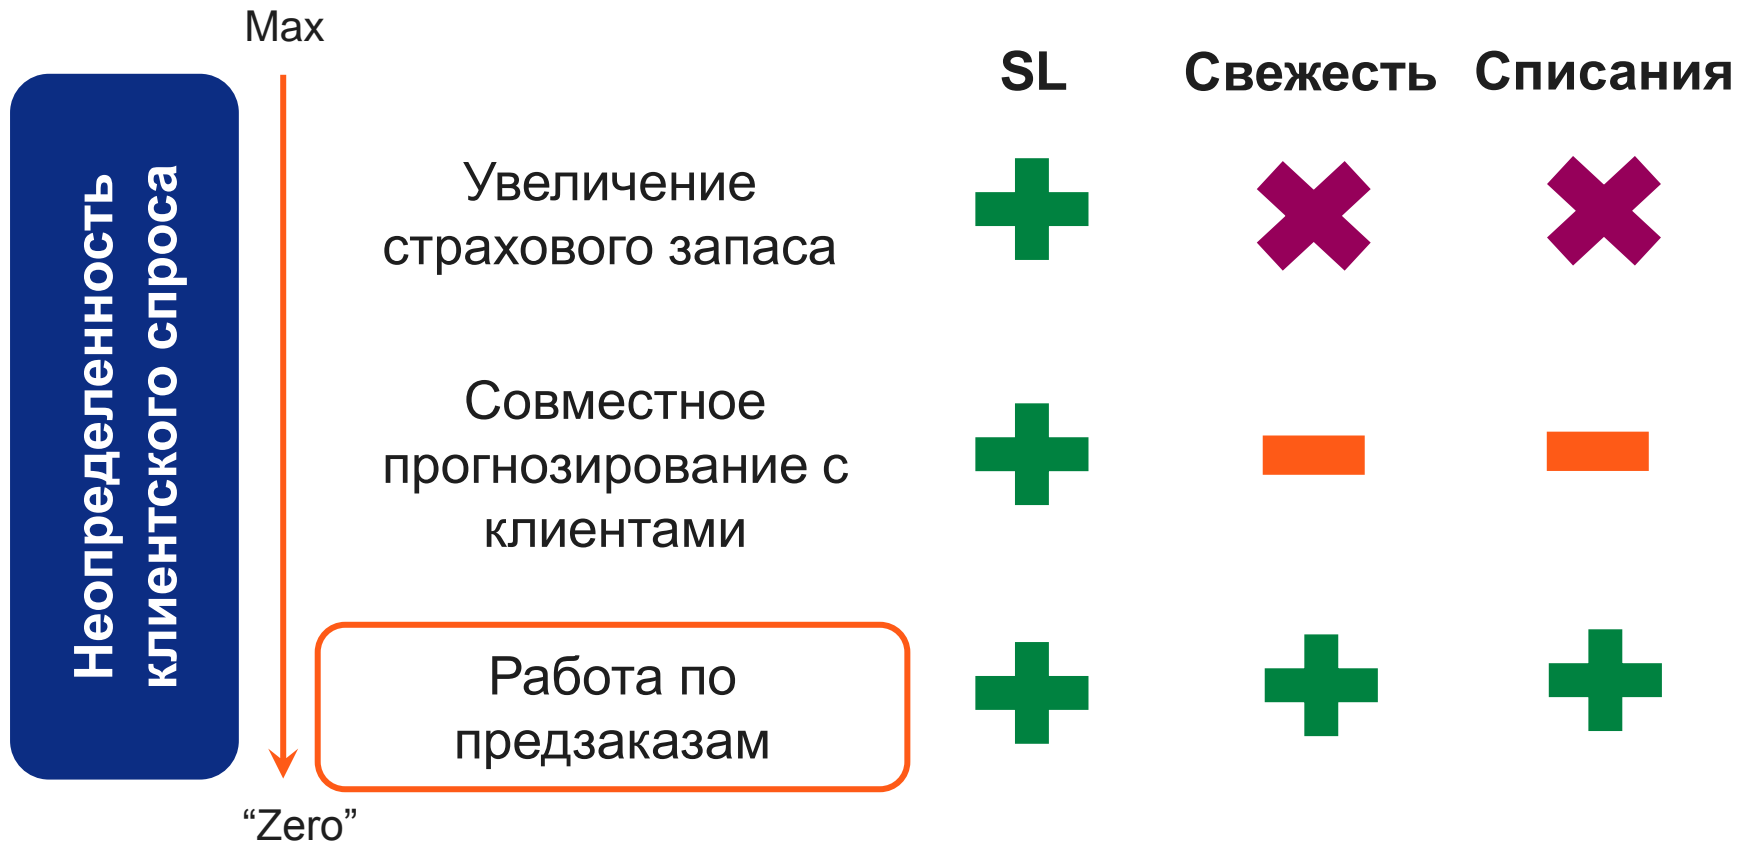 Max
SL
Свежесть
Списания
Неопределенность
клиентского спроса
Увеличение
страхового запаса
Совместное
прогнозирование с
клиентами
Работа по
предзаказам
“Zero”